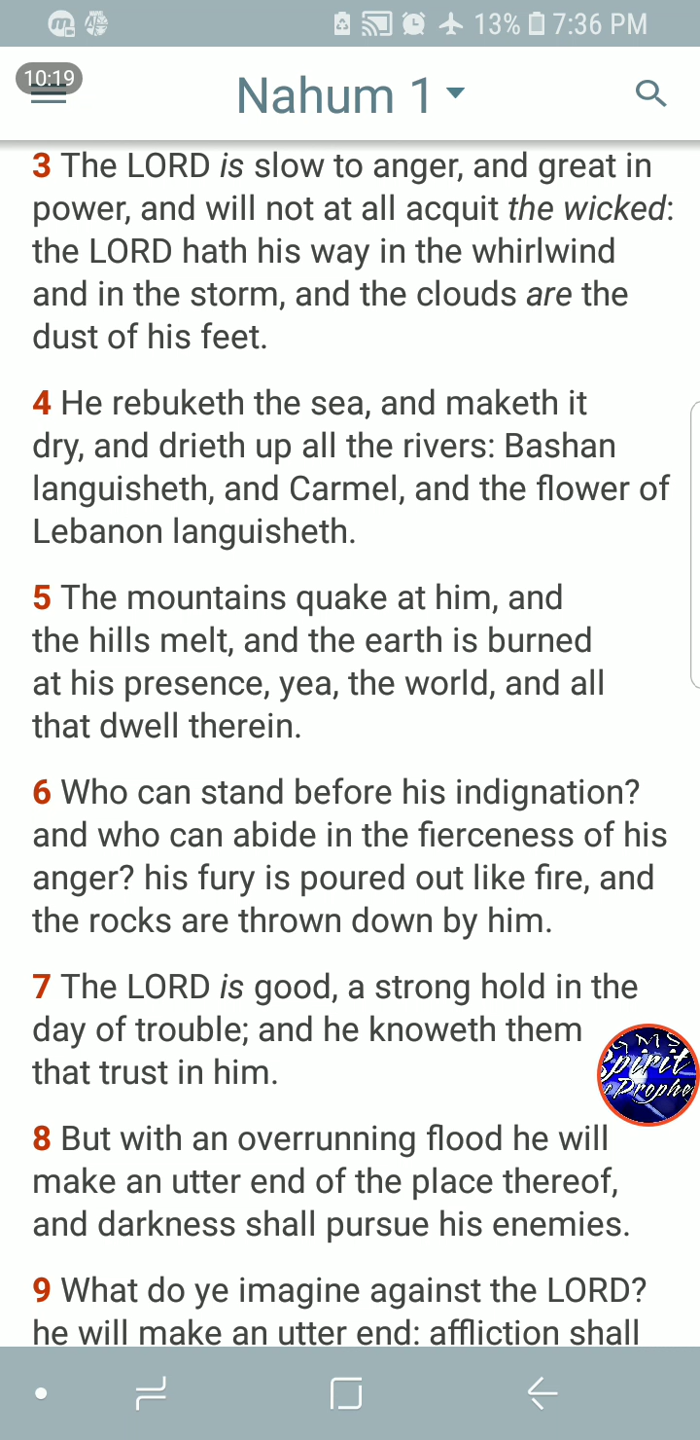 13% 7:36 PM
10:19
Nahum 1
3 The LORD is slow to anger, and great in
power, and will not at all acquit the wicked:
the LORD hath his way in the whirlwind
and in the storm, and the clouds are the
dust of his feet.
4 He rebuketh the sea, and maketh it
dry, and drieth up all the rivers: Bashan
languisheth, and Carmel, and the flower of
Lebanon languisheth.
5 The mountains quake at him, and
the hills melt, and the earth is burned
at his presence, yea, the world, and all
that dwell therein.
6 Who can stand before his indignation?
and who can abide in the fierceness of his
anger? his fury is poured out like fire, and
the rocks are thrown down by him.
7 The LORD is good, a strong hold in the
day of trouble; and he knoweth them
that trust in him.
GMS
Spirit
Prophe
8 But with an overrunning flood he will
make an utter end of the place thereof,
and darkness shall pursue his enemies.
9 What do ye imagine against the LORD?
he will make an utter end: affliction shall